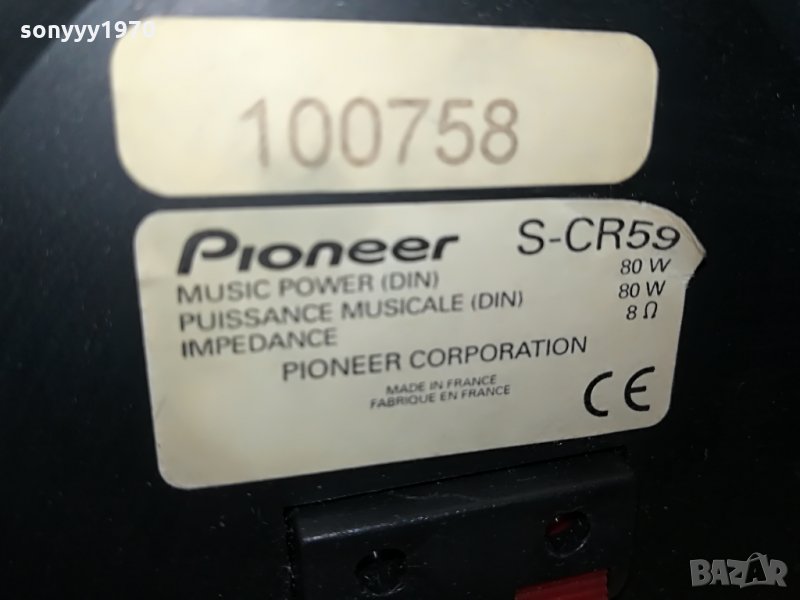 sonyyy1970
100758
Pioneer S-CR59
MUSIC POWER (DIN) 80 W
PUISSANCE MUSICALE (DIN) 80 W
IMPEDANCE 8 Ω
PIONEER CORPORATION
MADE IN FRANCE
FABRIQUE EN FRANCE
CE
BAZAR